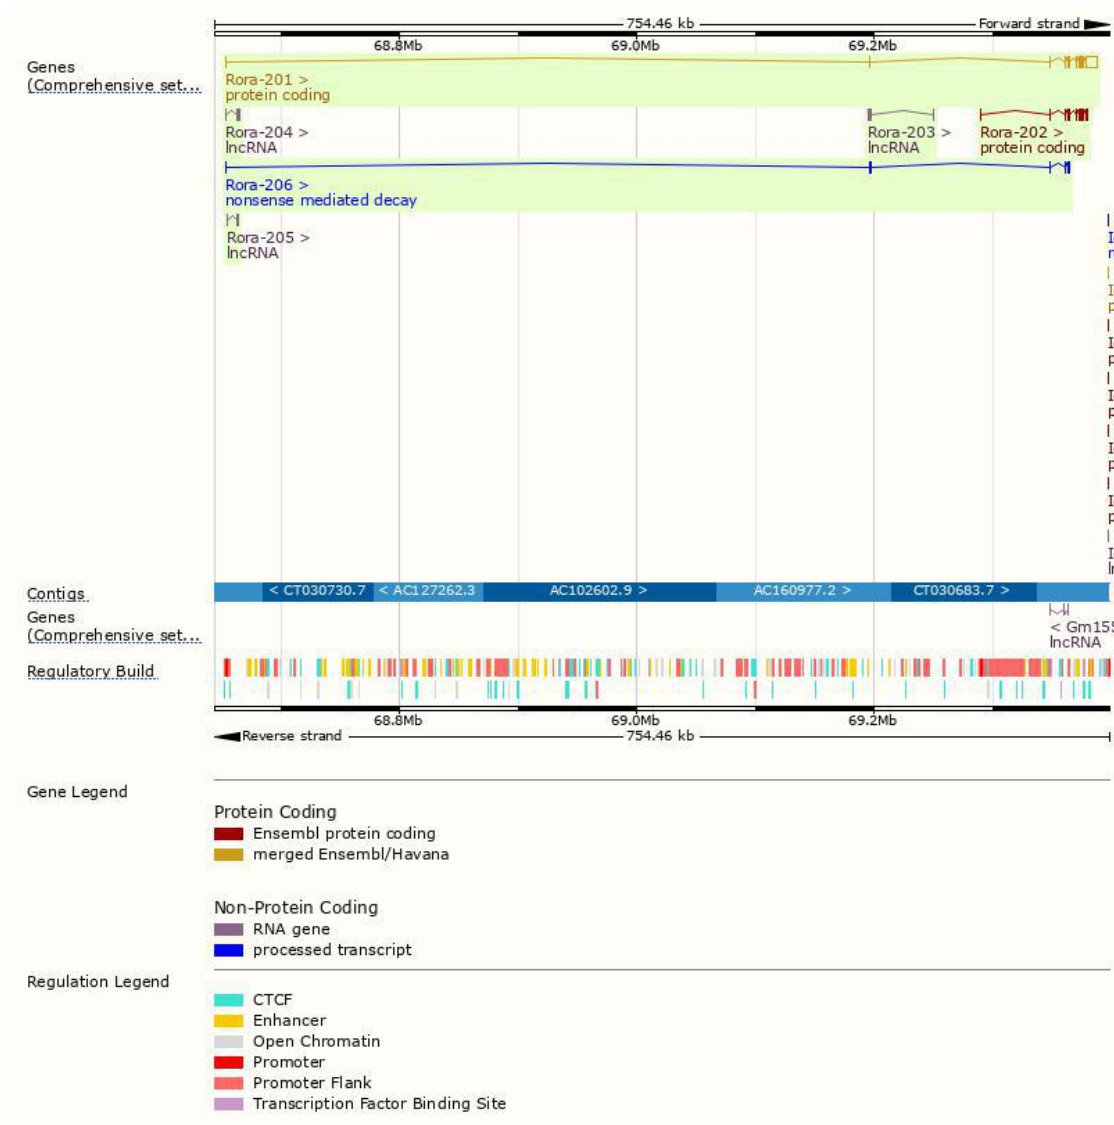 754.46 kb Forward strand
68.8Mb 69.0Mb 69.2Mb
Genes
(Comprehensive set...
Rora-201 >
protein coding
Rora-204 > Rora-203 > Rora-202 >
lncRNA lncRNA protein coding
Rora-206 >
nonsense mediated decay
Rora-205 >
lncRNA
Contigs < CT030730.7 < AC127262.3 AC102602.9 > AC160977.2 > CT030683.7 >
Genes
(Comprehensive set...
< Gm155
lncRNA
Regulatory Build
68.8Mb 69.0Mb 69.2Mb
Reverse strand 754.46 kb
Gene Legend
Protein Coding
Ensembl protein coding
merged Ensembl/Havana
Non-Protein Coding
RNA gene
processed transcript
Regulation Legend
CTCF
Enhancer
Open Chromatin
Promoter
Promoter Flank
Transcription Factor Binding Site